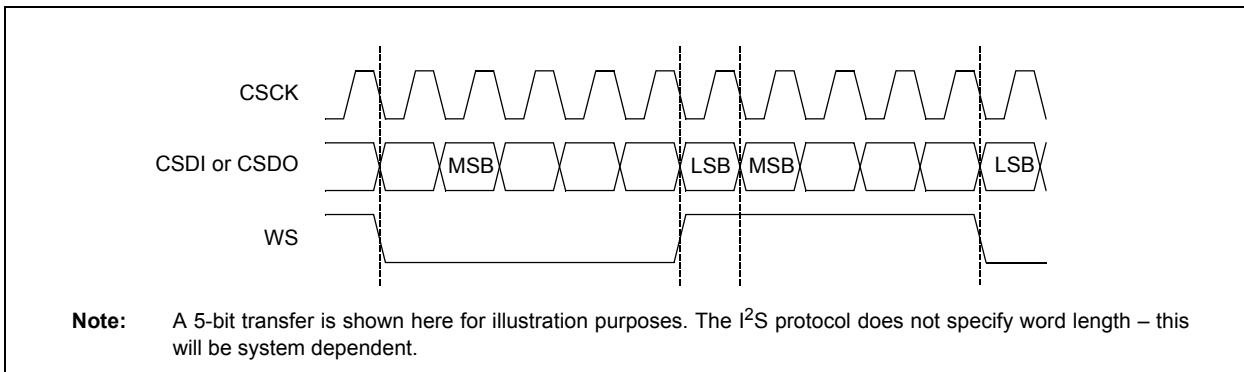 CSCK
CSDI or CSDO
MSB
LSB
MSB
LSB
WS
Note: A 5-bit transfer is shown here for illustration purposes. The I²S protocol does not specify word length – this
will be system dependent.